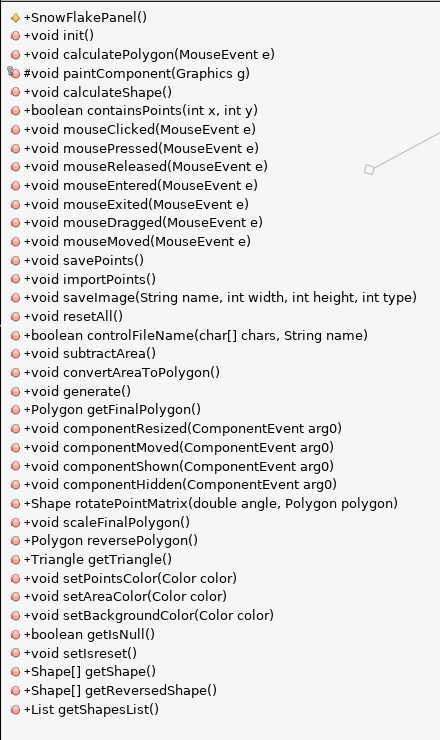 +SnowFlakePanel()
+void init()
+void calculatePolygon(MouseEvent e)
#void paintComponent(Graphics g)
+void calculateShape()
+boolean containsPoints(int x, int y)
+void mouseClicked(MouseEvent e)
+void mousePressed(MouseEvent e)
+void mouseReleased(MouseEvent e)
+void mouseEntered(MouseEvent e)
+void mouseExited(MouseEvent e)
+void mouseDragged(MouseEvent e)
+void mouseMoved(MouseEvent e)
+void savePoints()
+void importPoints()
+void saveImage(String name, int width, int height, int type)
+void resetAll()
+boolean controlFileName(char[] chars, String name)
+void subtractArea()
+void convertAreaToPolygon()
+void generate()
+Polygon getFinalPolygon()
+void componentResized(ComponentEvent arg0)
+void componentMoved(ComponentEvent arg0)
+void componentShown(ComponentEvent arg0)
+void componentHidden(ComponentEvent arg0)
+Shape rotatePointMatrix(double angle, Polygon polygon)
+void scaleFinalPolygon()
+Polygon reversePolygon()
+Triangle getTriangle()
+void setPointsColor(Color color)
+void setAreaColor(Color color)
+void setBackgroundColor(Color color)
+boolean getIsNull()
+void setIsreset()
+Shape[] getShape()
+Shape[] getReversedShape()
+List getShapesList()